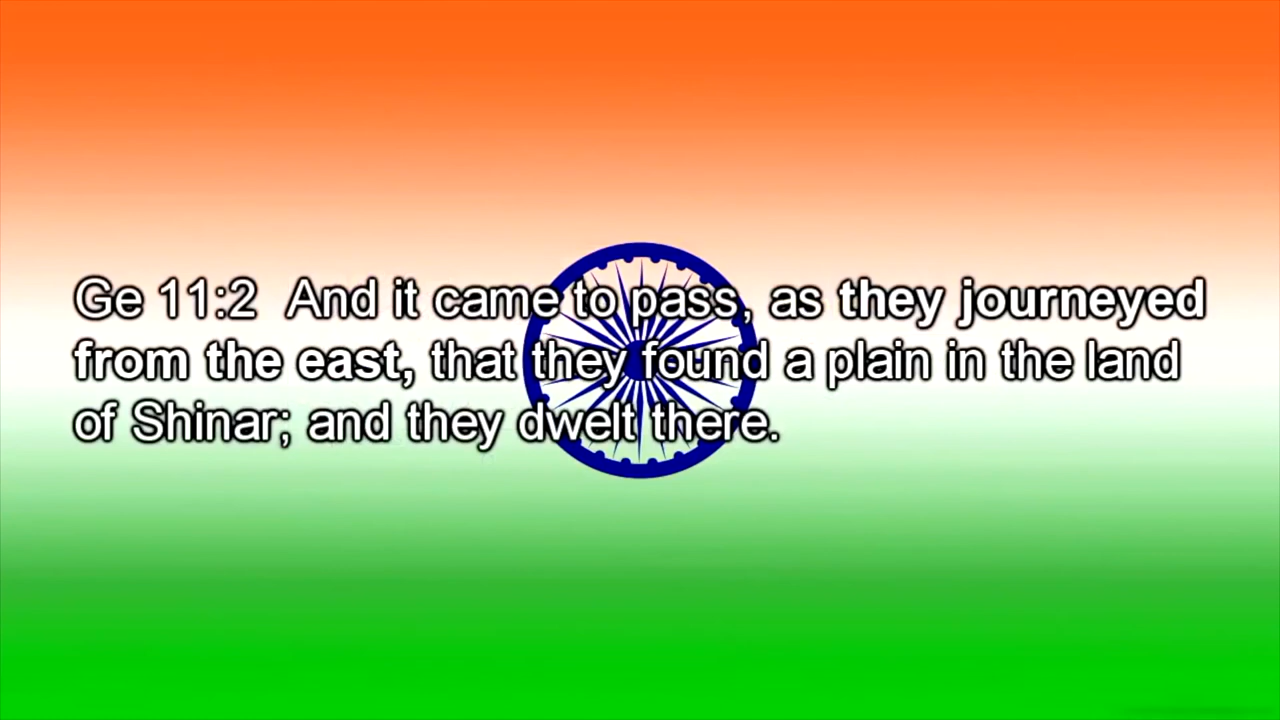 Ge 11:2  And it came to pass, as they journeyed
from the east, that they found a plain in the land
of Shinar; and they dwelt there.